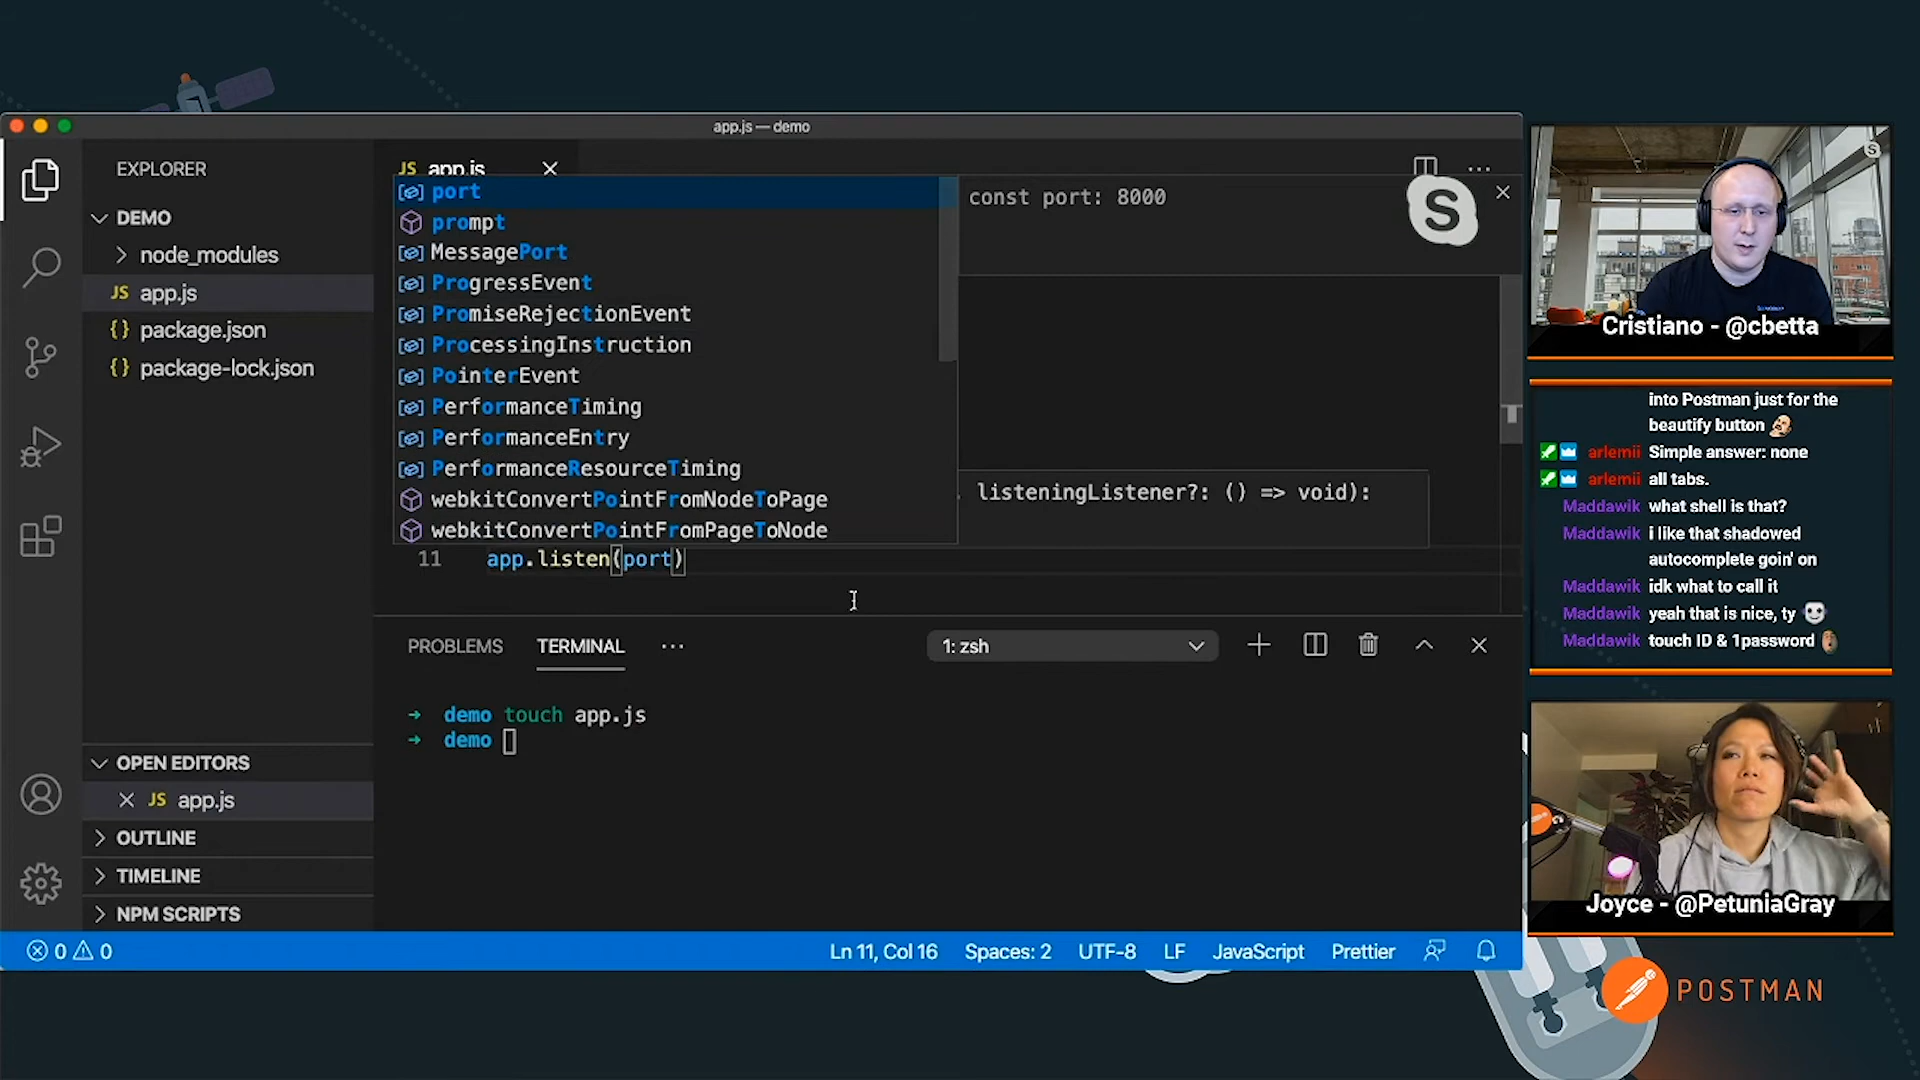 app.js — demo
EXPLORER
DEMO
node_modules
JS app.js
{} package.json
{} package-lock.json
OPEN EDITORS
JS app.js
OUTLINE
TIMELINE
NPM SCRIPTS
JS app.js
port
prompt
MessagePort
ProgressEvent
PromiseRejectionEvent
ProcessingInstruction
PointerEvent
PerformanceTiming
PerformanceEntry
PerformanceResourceTiming
webkitConvertPointFromNodeToPage
webkitConvertPointFromPageToNode
const port: 8000
listeningListener?: () => void):
11 app.listen(port)
PROBLEMS TERMINAL ···
1: zsh
➜ demo touch app.js
➜ demo
0 0
Ln 11, Col 16 Spaces: 2 UTF-8 LF JavaScript Prettier
S
S
Cristiano - @cbetta
into Postman just for the
beautify button
arlemii Simple answer: none
arlemii all tabs.
Maddawik what shell is that?
Maddawik i like that shadowed
autocomplete goin' on
Maddawik idk what to call it
Maddawik yeah that is nice, ty
Maddawik touch ID & 1password
Joyce - @PetuniaGray
POSTMAN